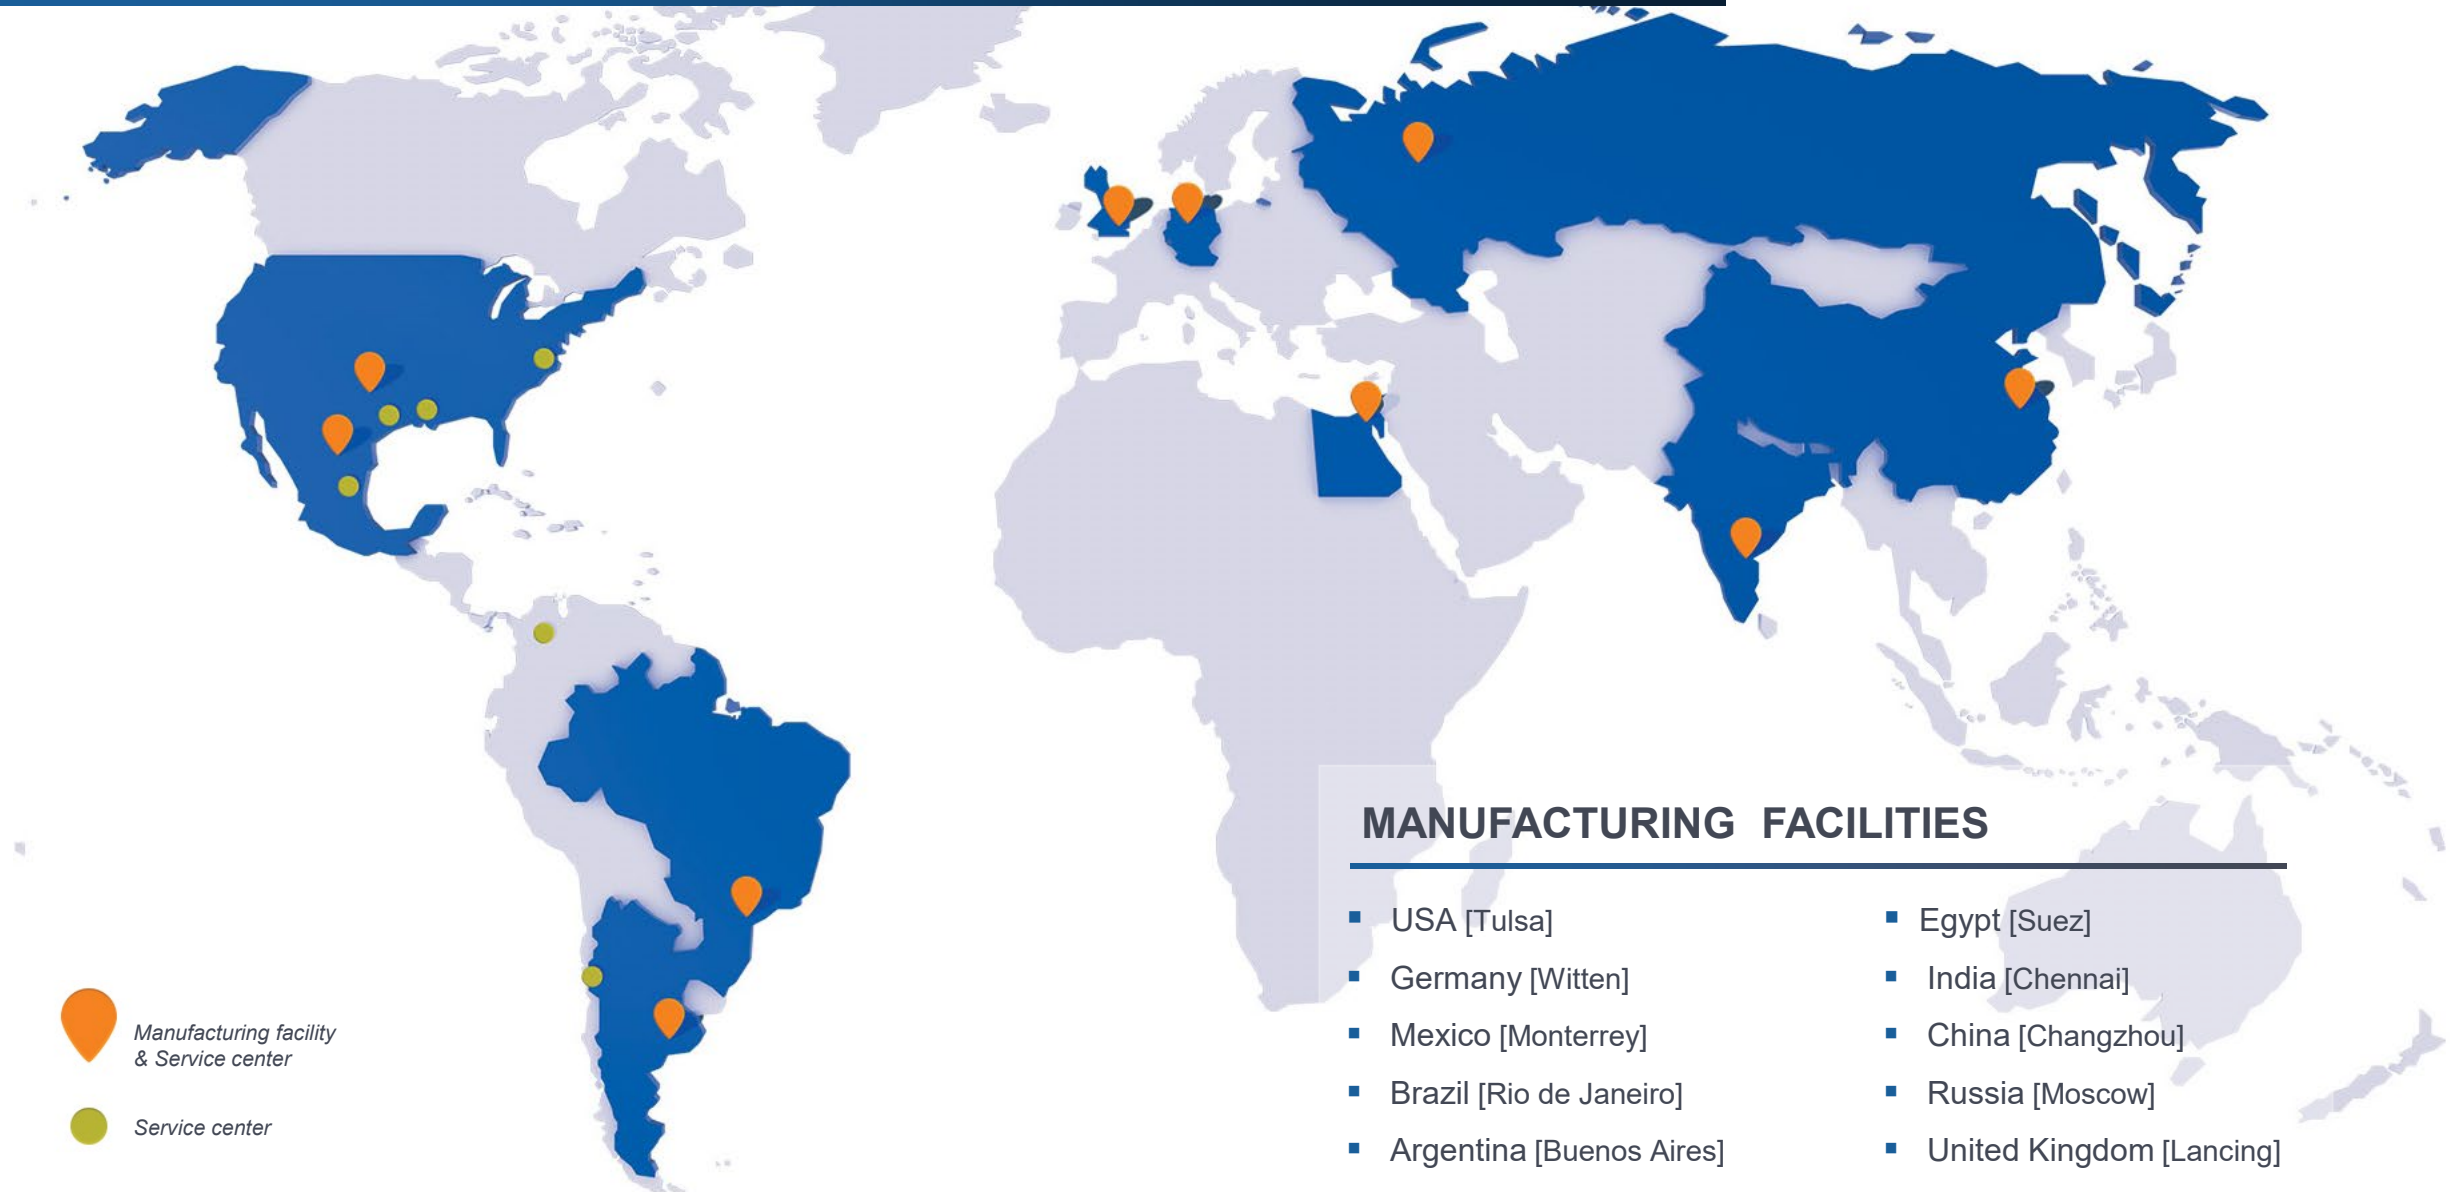 MANUFACTURING FACILITIES
▪ USA [Tulsa]
▪ Germany [Witten]
▪ Mexico [Monterrey]
▪ Brazil [Rio de Janeiro]
▪ Argentina [Buenos Aires]
▪ Egypt [Suez]
▪ India [Chennai]
▪ China [Changzhou]
▪ Russia [Moscow]
▪ United Kingdom [Lancing]
Manufacturing facility
& Service center
Service center